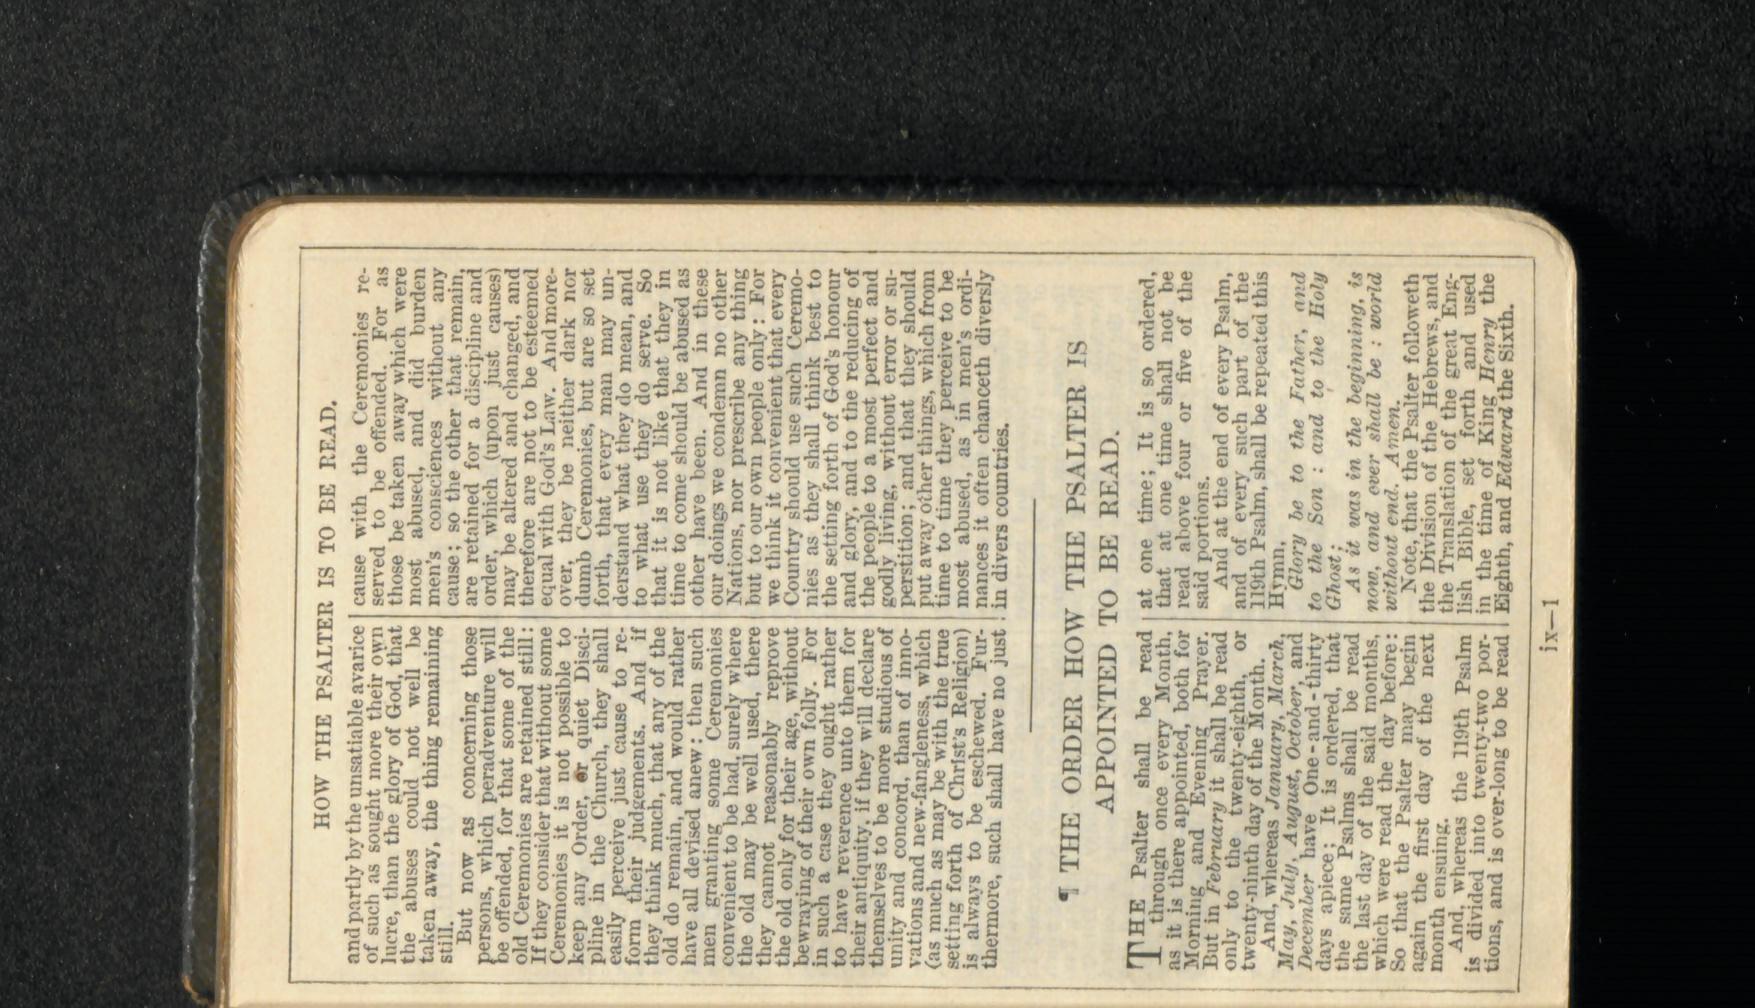 HOW THE PSALTER IS TO BE READ.
and partly by the unsatiable avarice
of such as sought more their own
lucre, than the glory of God, that
the abuses could not well be
taken away, the thing remaining
still.
But now as concerning those
persons, which peradventure will
be offended, for that some of the
old Ceremonies are retained still:
If they consider that without some
Ceremonies it is not possible to
keep any Order, or quiet Disci-
pline in the Church, they shall
easily perceive just cause to re-
form their judgements. And if
they think much, that any of the
old do remain, and would rather
have all devised anew: then such
men granting some Ceremonies
convenient to be had, surely where
the old may be well used, there
they cannot reasonably reprove
the old only for their age, without
bewraying of their own folly. For
in such a case they ought rather
to have reverence unto them for
their antiquity, if they will declare
themselves to be more studious of
unity and concord, than of inno-
vations and new-fangleness, which
(as much as may be with the true
setting forth of Christ's Religion)
is always to be eschewed. Fur-
thermore, such shall have no just
cause with the Ceremonies re-
served to be offended. For as
those be taken away which were
most abused, and did burden
men's consciences without any
cause; so the other that remain,
are retained for a discipline and
order, which (upon just causes)
may be altered and changed, and
therefore are not to be esteemed
equal with God's Law. And more-
over, they be neither dark nor
dumb Ceremonies, but are so set
forth, that every man may un-
derstand what they do mean, and
to what use they do serve. So
that it is not like that they in
time to come should be abused as
other have been. And in these
our doings we condemn no other
Nations, nor prescribe any thing
but to our own people only: For
we think it convenient that every
Country should use such Ceremo-
nies as they shall think best to
the setting forth of God's honour
and glory, and to the reducing of
the people to a most perfect and
godly living, without error or su-
perstition; and that they should
put away other things, which from
time to time they perceive to be
most abused, as in men's ordi-
nances it often chanceth diversly
in divers countries.
¶ THE ORDER HOW THE PSALTER IS
APPOINTED TO BE READ.
THE Psalter shall be read
through once every Month,
as it is there appointed, both for
Morning and Evening Prayer.
But in February it shall be read
only to the twenty-eighth, or
twenty-ninth day of the Month.
And, whereas January, March,
May, July, August, October, and
December have One-and-thirty
days apiece; It is ordered, that
the same Psalms shall be read
the last day of the said months,
which were read the day before:
So that the Psalter may begin
again the first day of the next
month ensuing.
And, whereas the 119th Psalm
is divided into twenty-two por-
tions, and is over-long to be read
at one time; It is so ordered,
that at one time shall not be
read above four or five of the
said portions.
And at the end of every Psalm,
and of every such part of the
119th Psalm, shall be repeated this
Hymn,
Glory be to the Father, and
to the Son : and to the Holy
Ghost;
As it was in the beginning, is
now, and ever shall be : world
without end. Amen.
Note, that the Psalter followeth
the Division of the Hebrews, and
the Translation of the great Eng-
lish Bible, set forth and used
in the time of King Henry the
Eighth, and Edward the Sixth.
ix—1